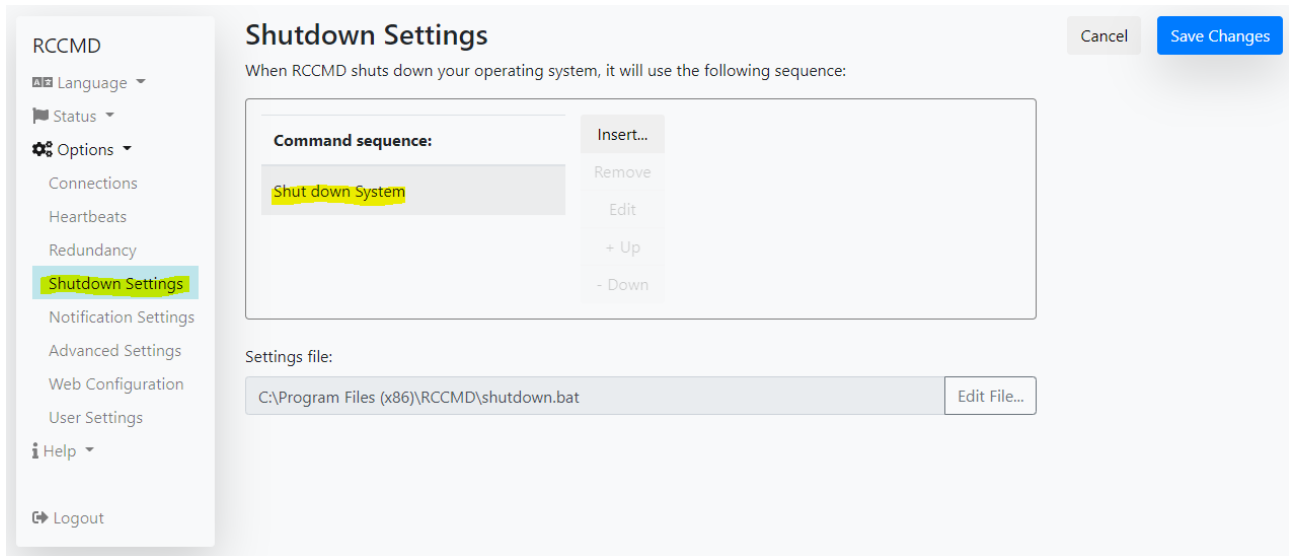 RCCMD
Language
Status
Options
Connections
Heartbeats
Redundancy
Shutdown Settings
Notification Settings
Advanced Settings
Web Configuration
User Settings
Help
Logout
Shutdown Settings
Cancel
Save Changes
When RCCMD shuts down your operating system, it will use the following sequence:
Command sequence:
Shut down System
Insert...
Remove
Edit
+ Up
- Down
Settings file:
C:\Program Files (x86)\RCCMD\shutdown.bat
Edit File...